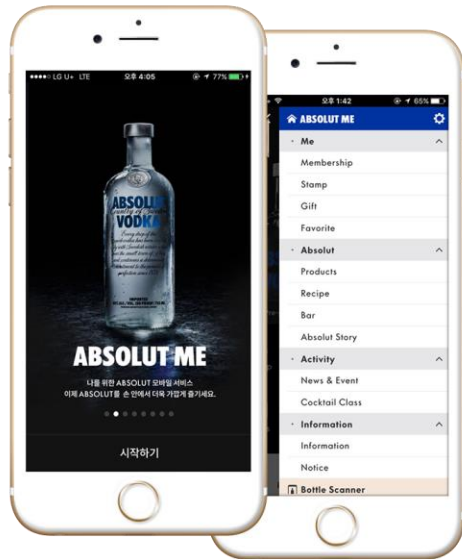 LG U+ LTE
오후 4:05
77%
ABSOLUT
Country of Sweden
VODKA
ABSOLUT ME
나를 위한 ABSOLUT 모바일 서비스
이제 ABSOLUT를 손 안에서 더욱 가깝게 즐기세요.
시작하기
오후 1:42
65%
ABSOLUT ME
· Me
Membership
Stamp
Gift
Favorite
· Absolut
Products
Recipe
Bar
Absolut Story
· Activity
News & Event
Cocktail Class
· Information
Information
Notice
Bottle Scanner